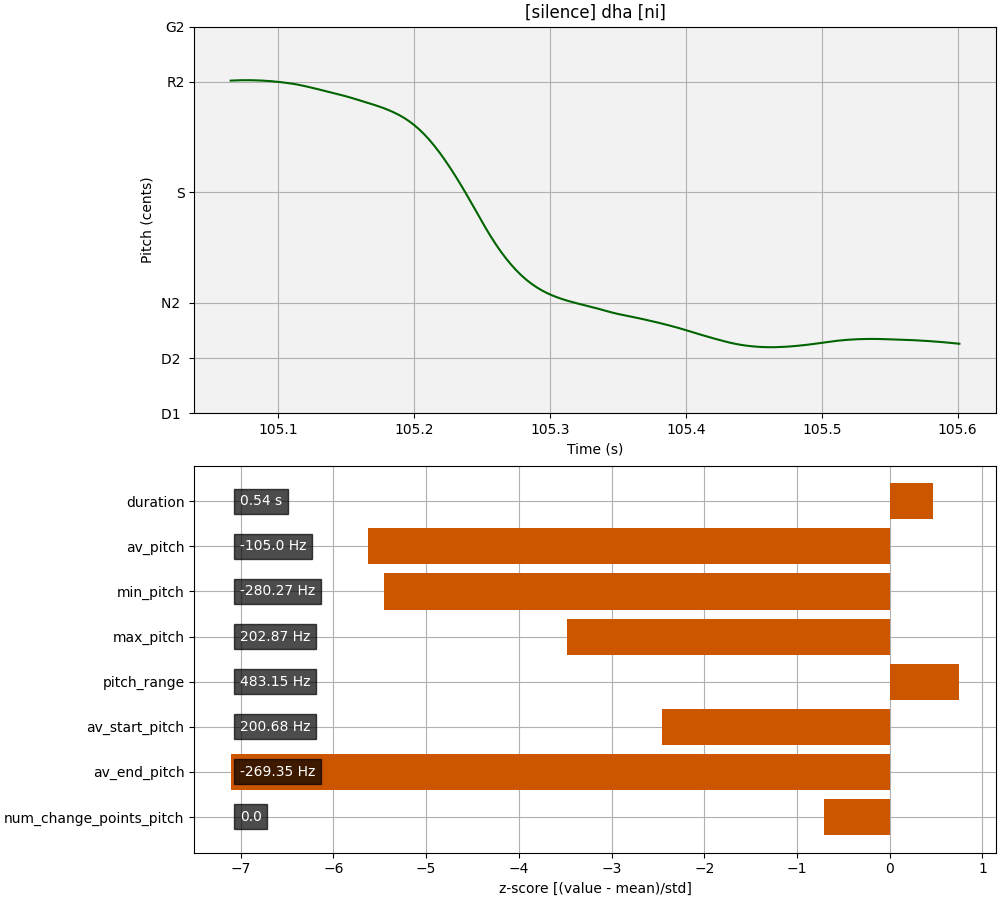 [silence] dha [ni]
G2
R2
S
N2
D2
D1
Pitch (cents)
105.1 105.2 105.3 105.4 105.5 105.6
Time (s)
duration 0.54 s
av_pitch -105.0 Hz
min_pitch -280.27 Hz
max_pitch 202.87 Hz
pitch_range 483.15 Hz
av_start_pitch 200.68 Hz
av_end_pitch -269.35 Hz
num_change_points_pitch 0.0
−7 −6 −5 −4 −3 −2 −1 0 1
z-score [(value - mean)/std]